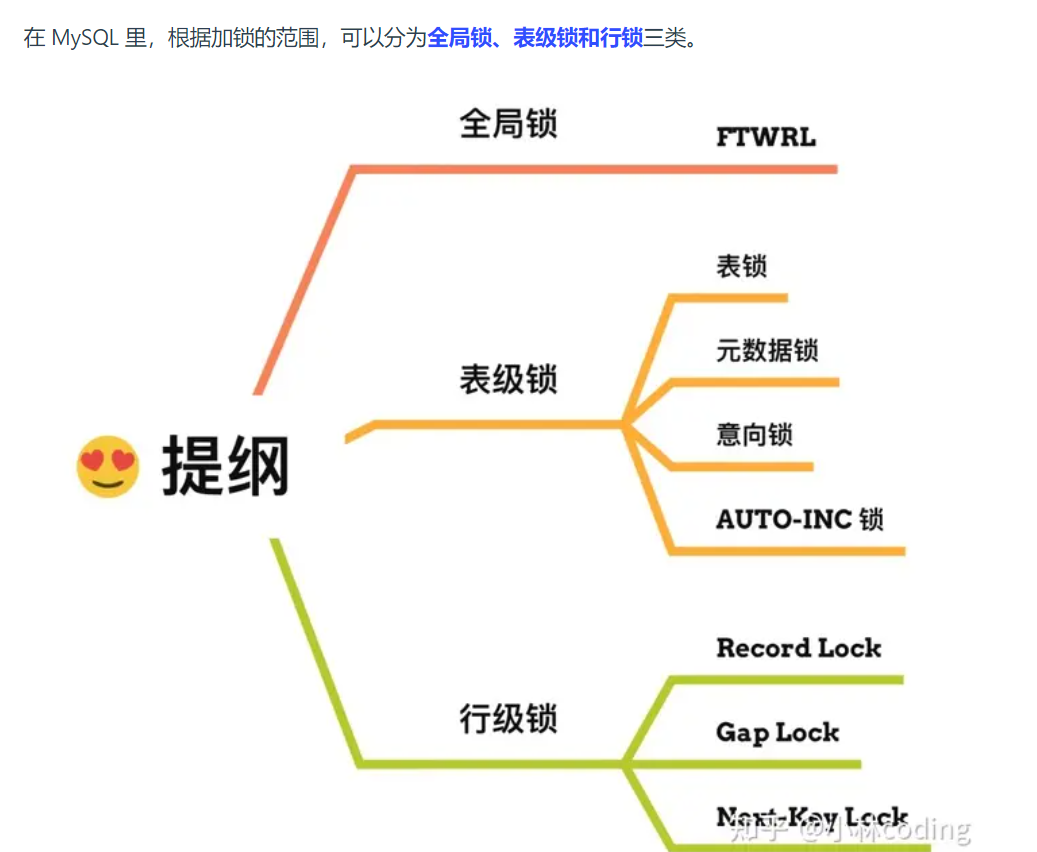 在 MySQL 里，根据加锁的范围，可以分为全局锁、表级锁和行锁三类。
全局锁
FTWRL
表锁
元数据锁
表级锁
意向锁
提纲
AUTO-INC 锁
Record Lock
行级锁
Gap Lock
Next-Key Lock
知乎 @小林coding